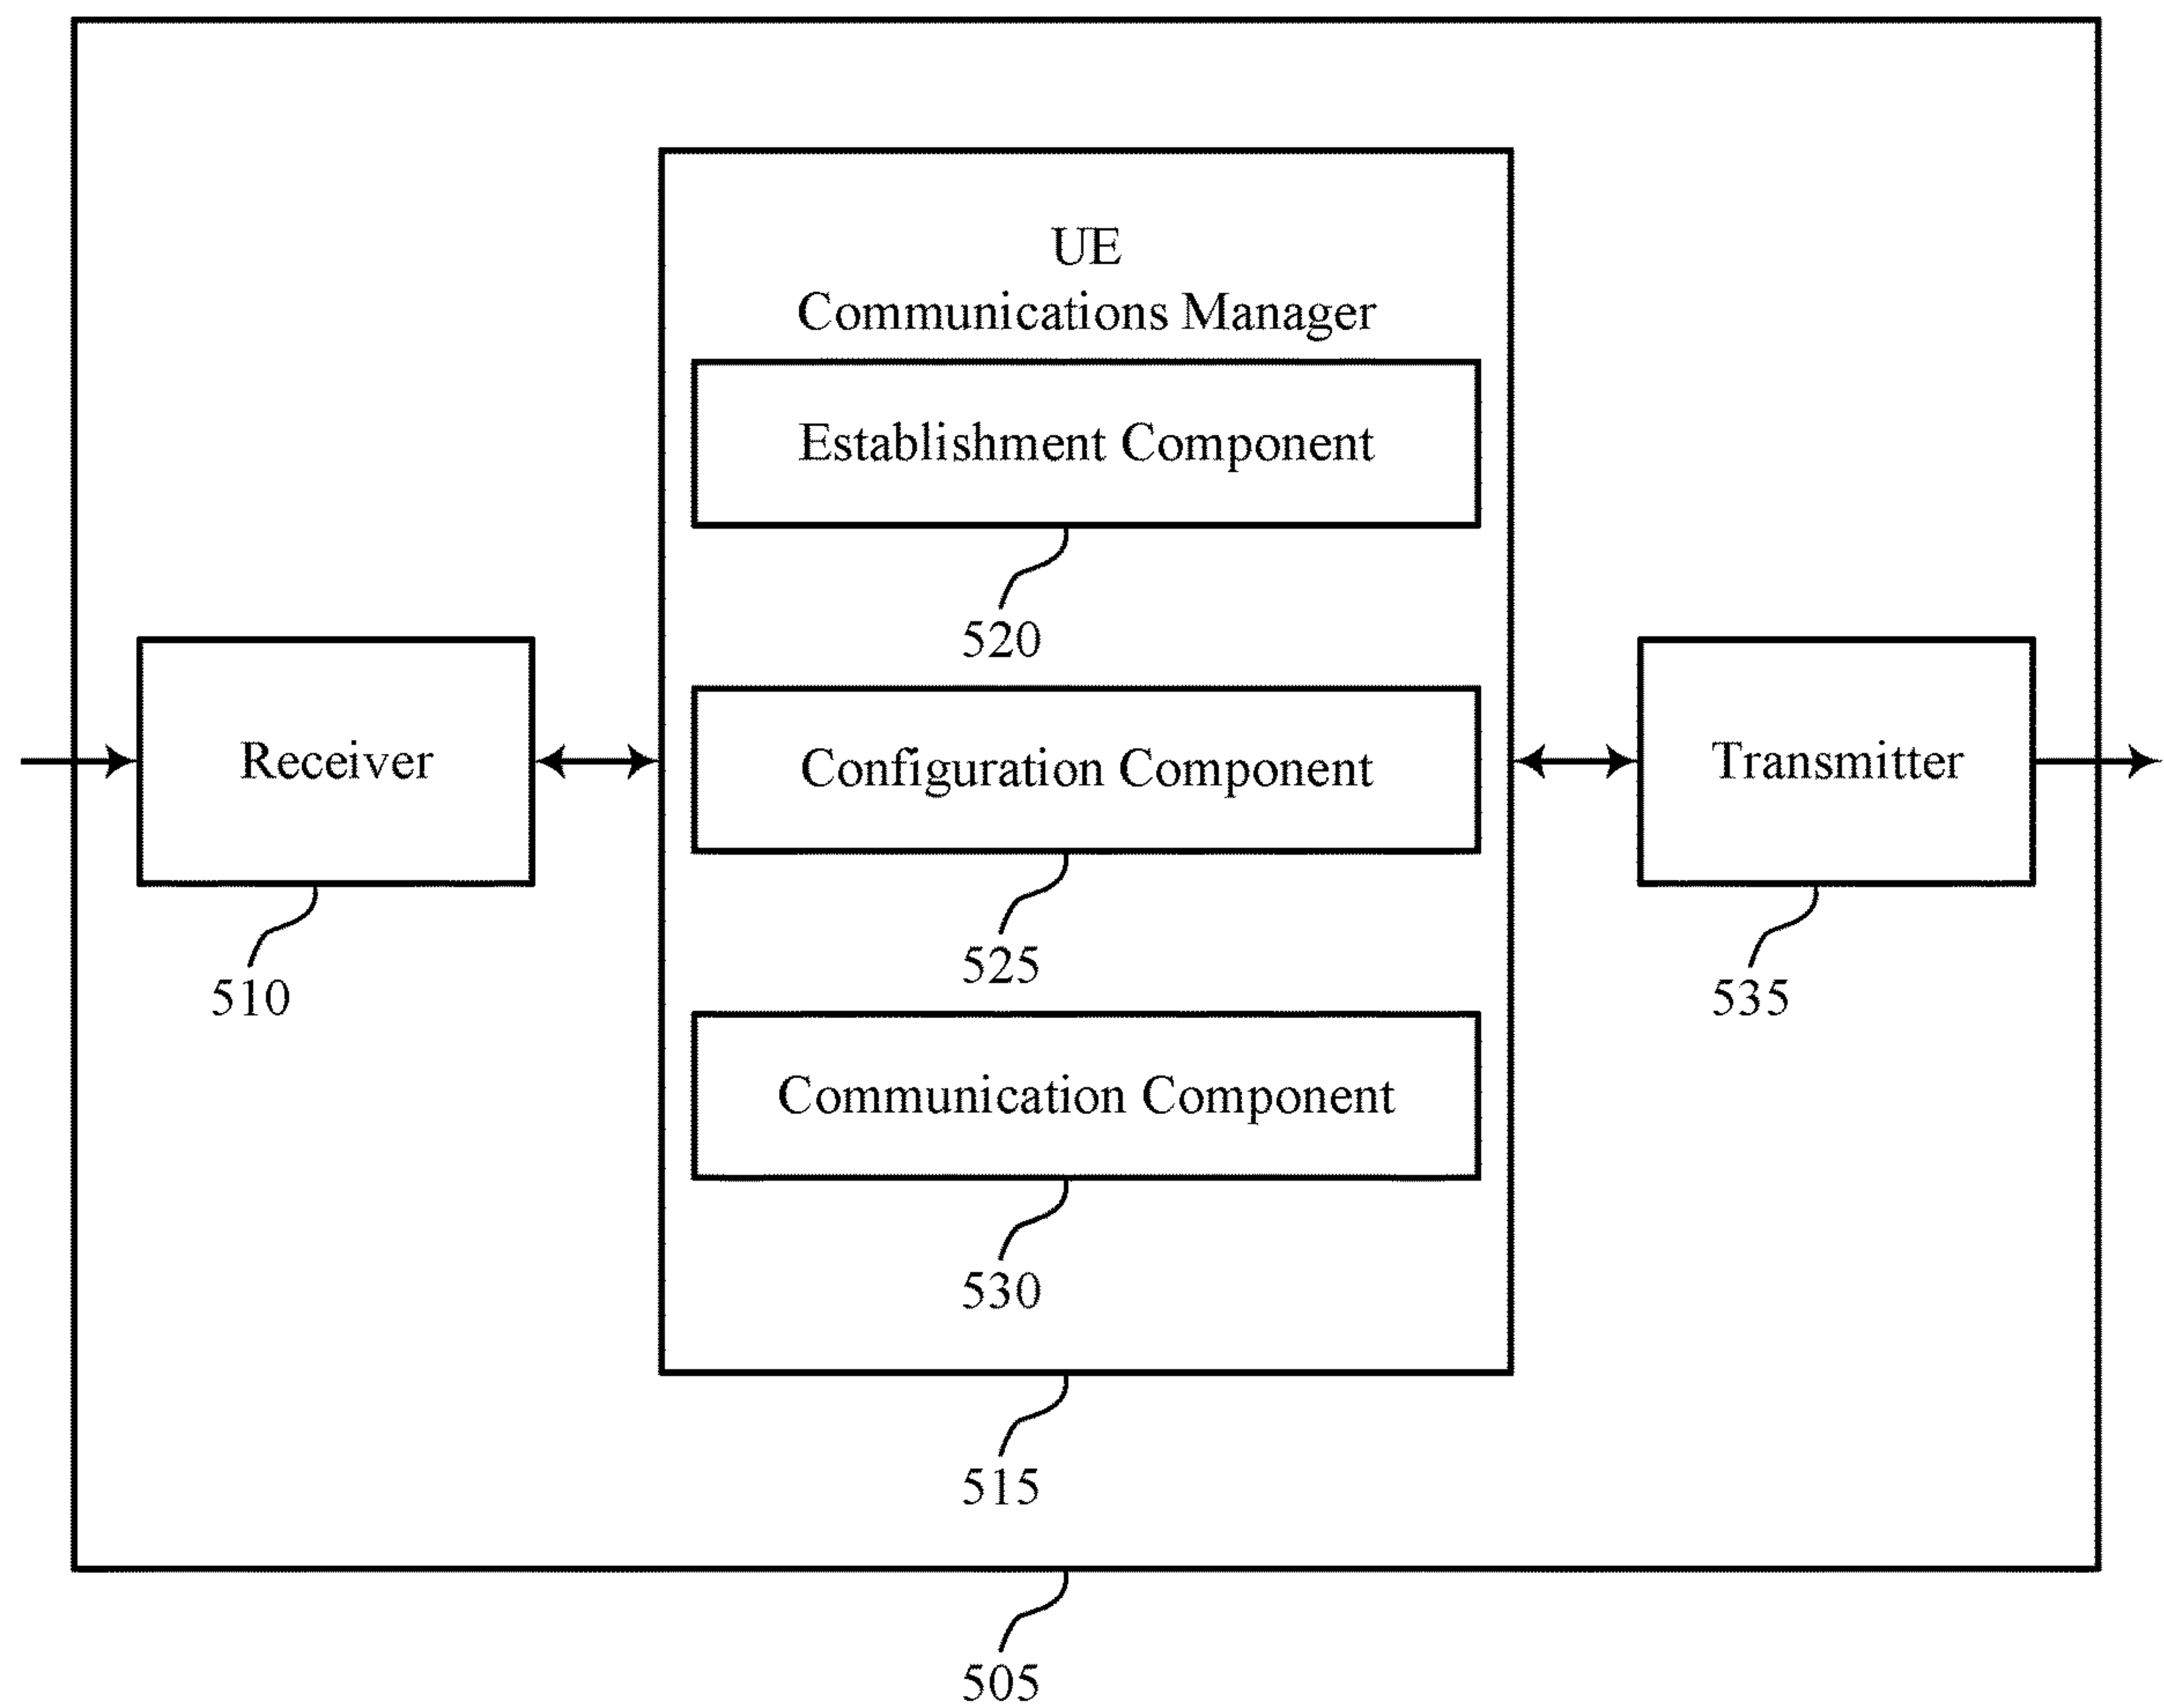 UE
Communications Manager
Establishment Component
520
Receiver
510
Configuration Component
525
Transmitter
535
Communication Component
530
515
505